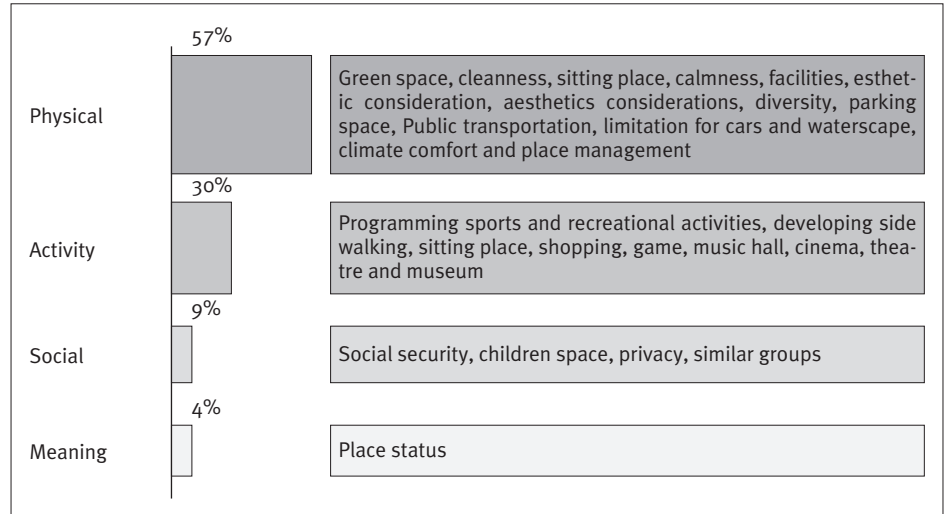 57%
Physical
Green space, cleanness, sitting place, calmness, facilities, esthet-
ic consideration, aesthetics considerations, diversity, parking
space, Public transportation, limitation for cars and waterscape,
climate comfort and place management
30%
Activity
Programming sports and recreational activities, developing side
walking, sitting place, shopping, game, music hall, cinema, thea-
tre and museum
9%
Social
Social security, children space, privacy, similar groups
4%
Meaning
Place status